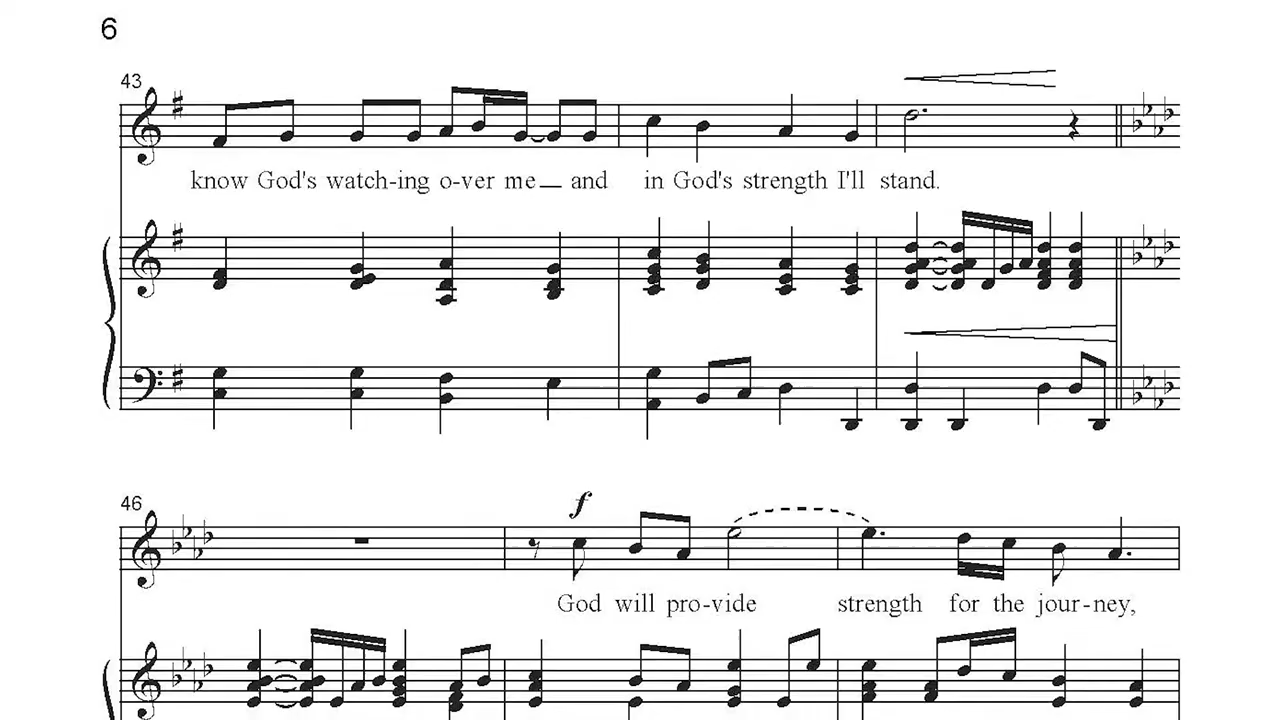 6
43
know God's watch-ing o-ver me and in God's strength I'll stand.
46
f
God will pro-vide strength for the jour-ney,